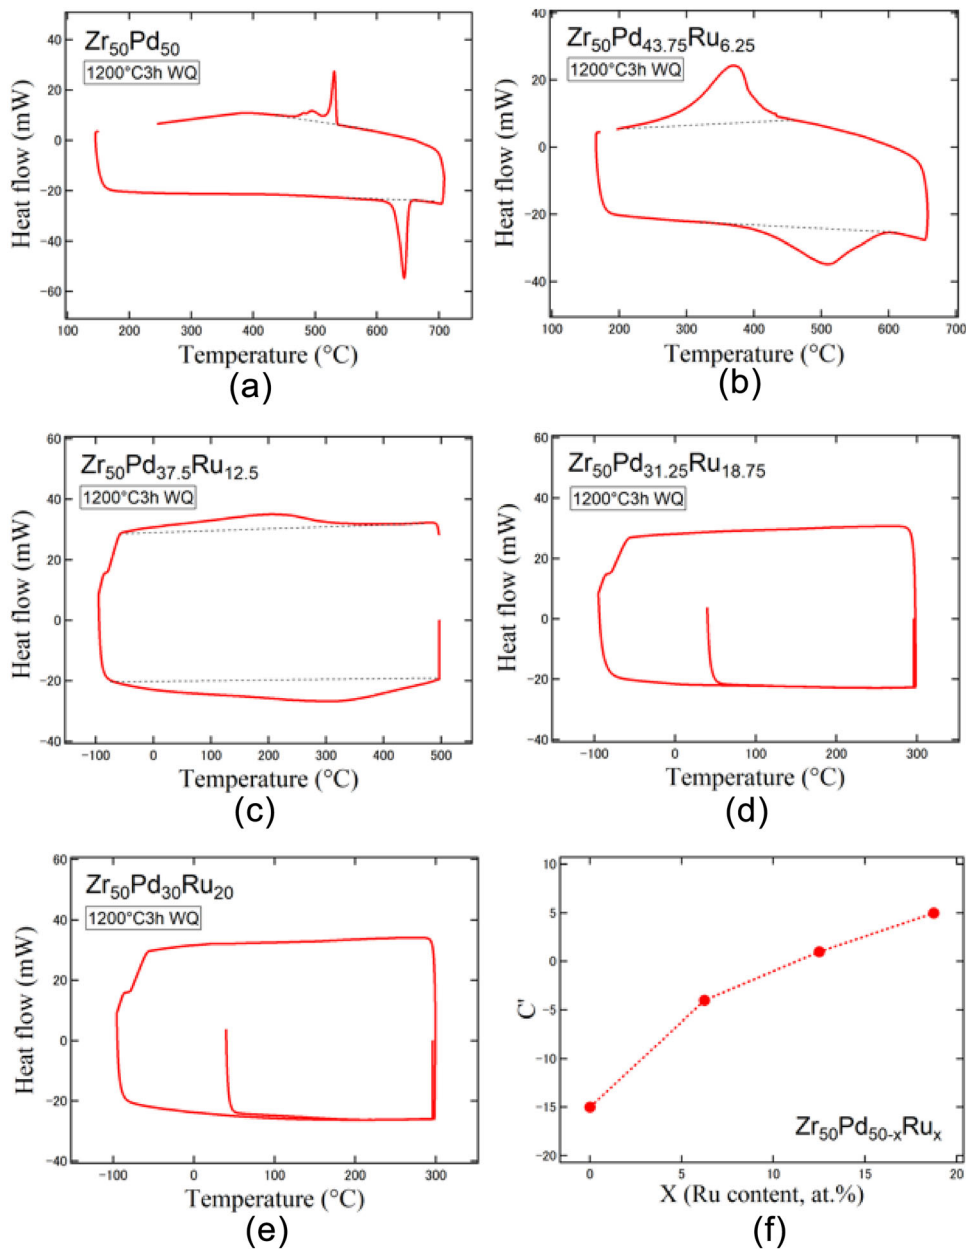 Zr50Pd50
1200°C3h WQ
Heat flow (mW)
40
20
0
−20
−40
−60
100 200 300 400 500 600 700
Temperature (°C)
(a)
Zr50Pd43.75Ru6.25
1200°C3h WQ
Heat flow (mW)
40
20
0
−20
−40
100 200 300 400 500 600 700
Temperature (°C)
(b)
Zr50Pd37.5Ru12.5
1200°C3h WQ
Heat flow (mW)
60
40
20
0
−20
−40
−100 0 100 200 300 400 500
Temperature (°C)
(c)
Zr50Pd31.25Ru18.75
1200°C3h WQ
Heat flow (mW)
60
40
20
0
−20
−40
−100 0 100 200 300
Temperature (°C)
(d)
Zr50Pd30Ru20
1200°C3h WQ
Heat flow (mW)
60
40
20
0
−20
−40
−100 0 100 200 300
Temperature (°C)
(e)
C'
10
5
0
−5
−10
−15
−20
Zr50Pd50-xRux
0 5 10 15 20
X (Ru content, at.%)
(f)